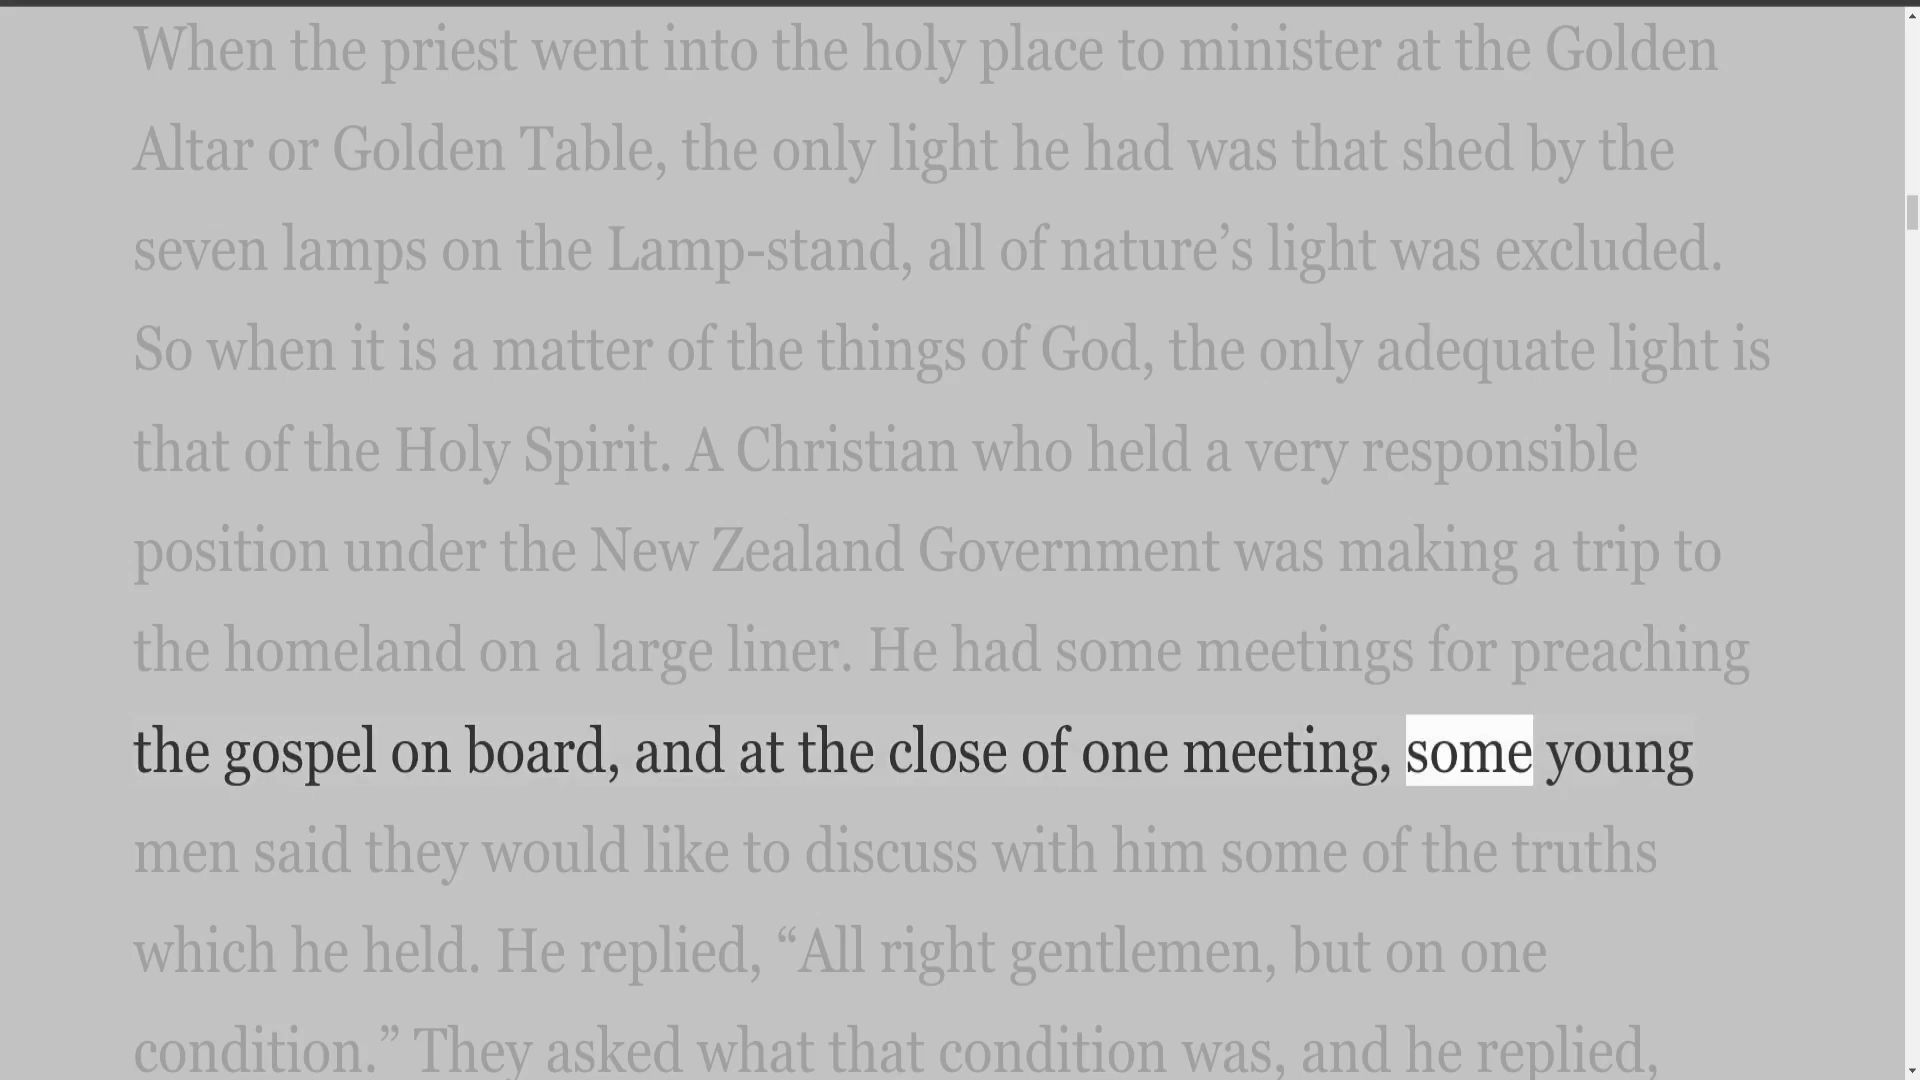 When the priest went into the holy place to minister at the Golden
Altar or Golden Table, the only light he had was that shed by the
seven lamps on the Lamp-stand, all of nature’s light was excluded.
So when it is a matter of the things of God, the only adequate light is
that of the Holy Spirit. A Christian who held a very responsible
position under the New Zealand Government was making a trip to
the homeland on a large liner. He had some meetings for preaching
the gospel on board, and at the close of one meeting, some young
men said they would like to discuss with him some of the truths
which he held. He replied, “All right gentlemen, but on one
condition.” They asked what that condition was, and he replied,